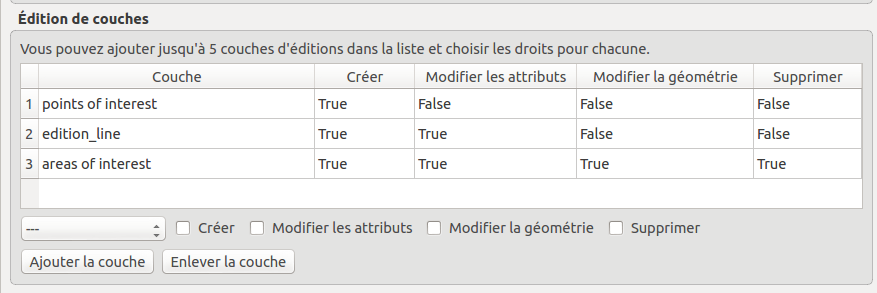 Édition de couches
Vous pouvez ajouter jusqu'à 5 couches d'éditions dans la liste et choisir les droits pour chacune.
Couche Créer Modifier les attributs Modifier la géométrie Supprimer
1 points of interest True False False False
2 edition_line True True False False
3 areas of interest True True True True
--- Créer Modifier les attributs Modifier la géométrie Supprimer
Ajouter la couche Enlever la couche